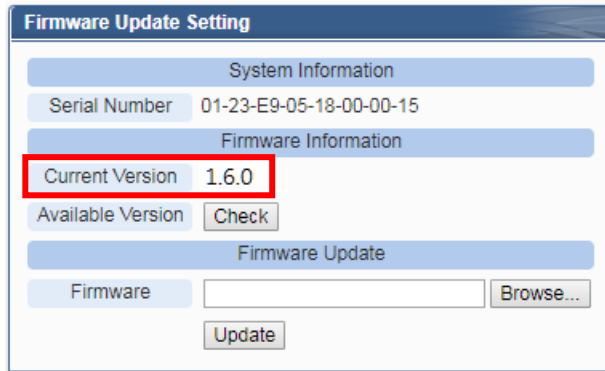 Firmware Update Setting
System Information
Serial Number 01-23-E9-05-18-00-00-15
Firmware Information
Current Version 1.6.0
Available Version Check
Firmware Update
Firmware Browse...
Update